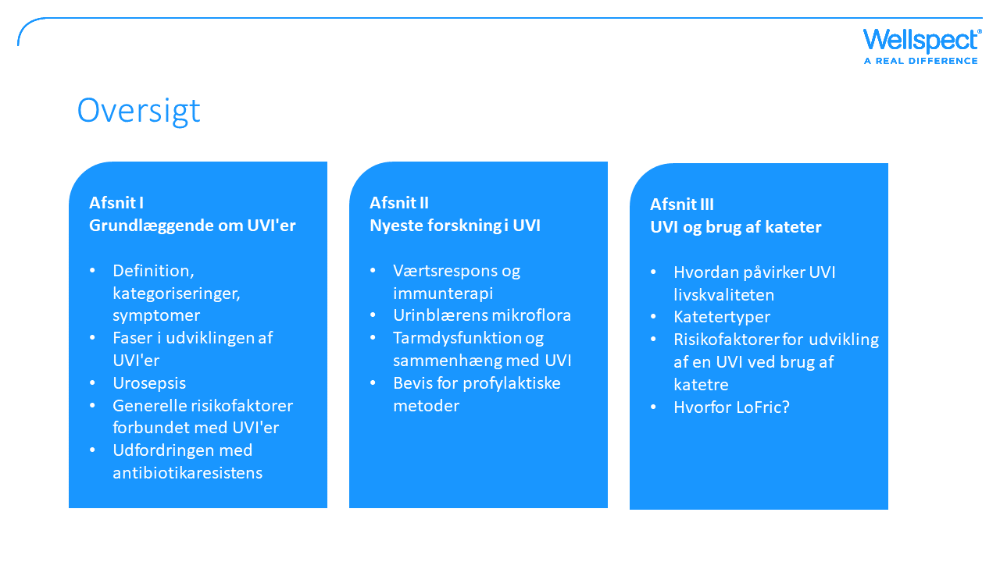 Wellspect®
A REAL DIFFERENCE
Oversigt
Afsnit I
Grundlæggende om UVI'er
• Definition,
kategoriseringer,
symptomer
• Faser i udviklingen af
UVI'er
• Urosepsis
• Generelle risikofaktorer
forbundet med UVI'er
• Udfordringen med
antibiotikaresistens
Afsnit II
Nyeste forskning i UVI
• Værtsrespons og
immunterapi
• Urinblærens mikroflora
• Tarmdysfunktion og
sammenhæng med UVI
• Bevis for profylaktiske
metoder
Afsnit III
UVI og brug af kateter
• Hvordan påvirker UVI
livskvaliteten
• Katetertyper
• Risikofaktorer for udvikling
af en UVI ved brug af
katetre
• Hvorfor LoFric?